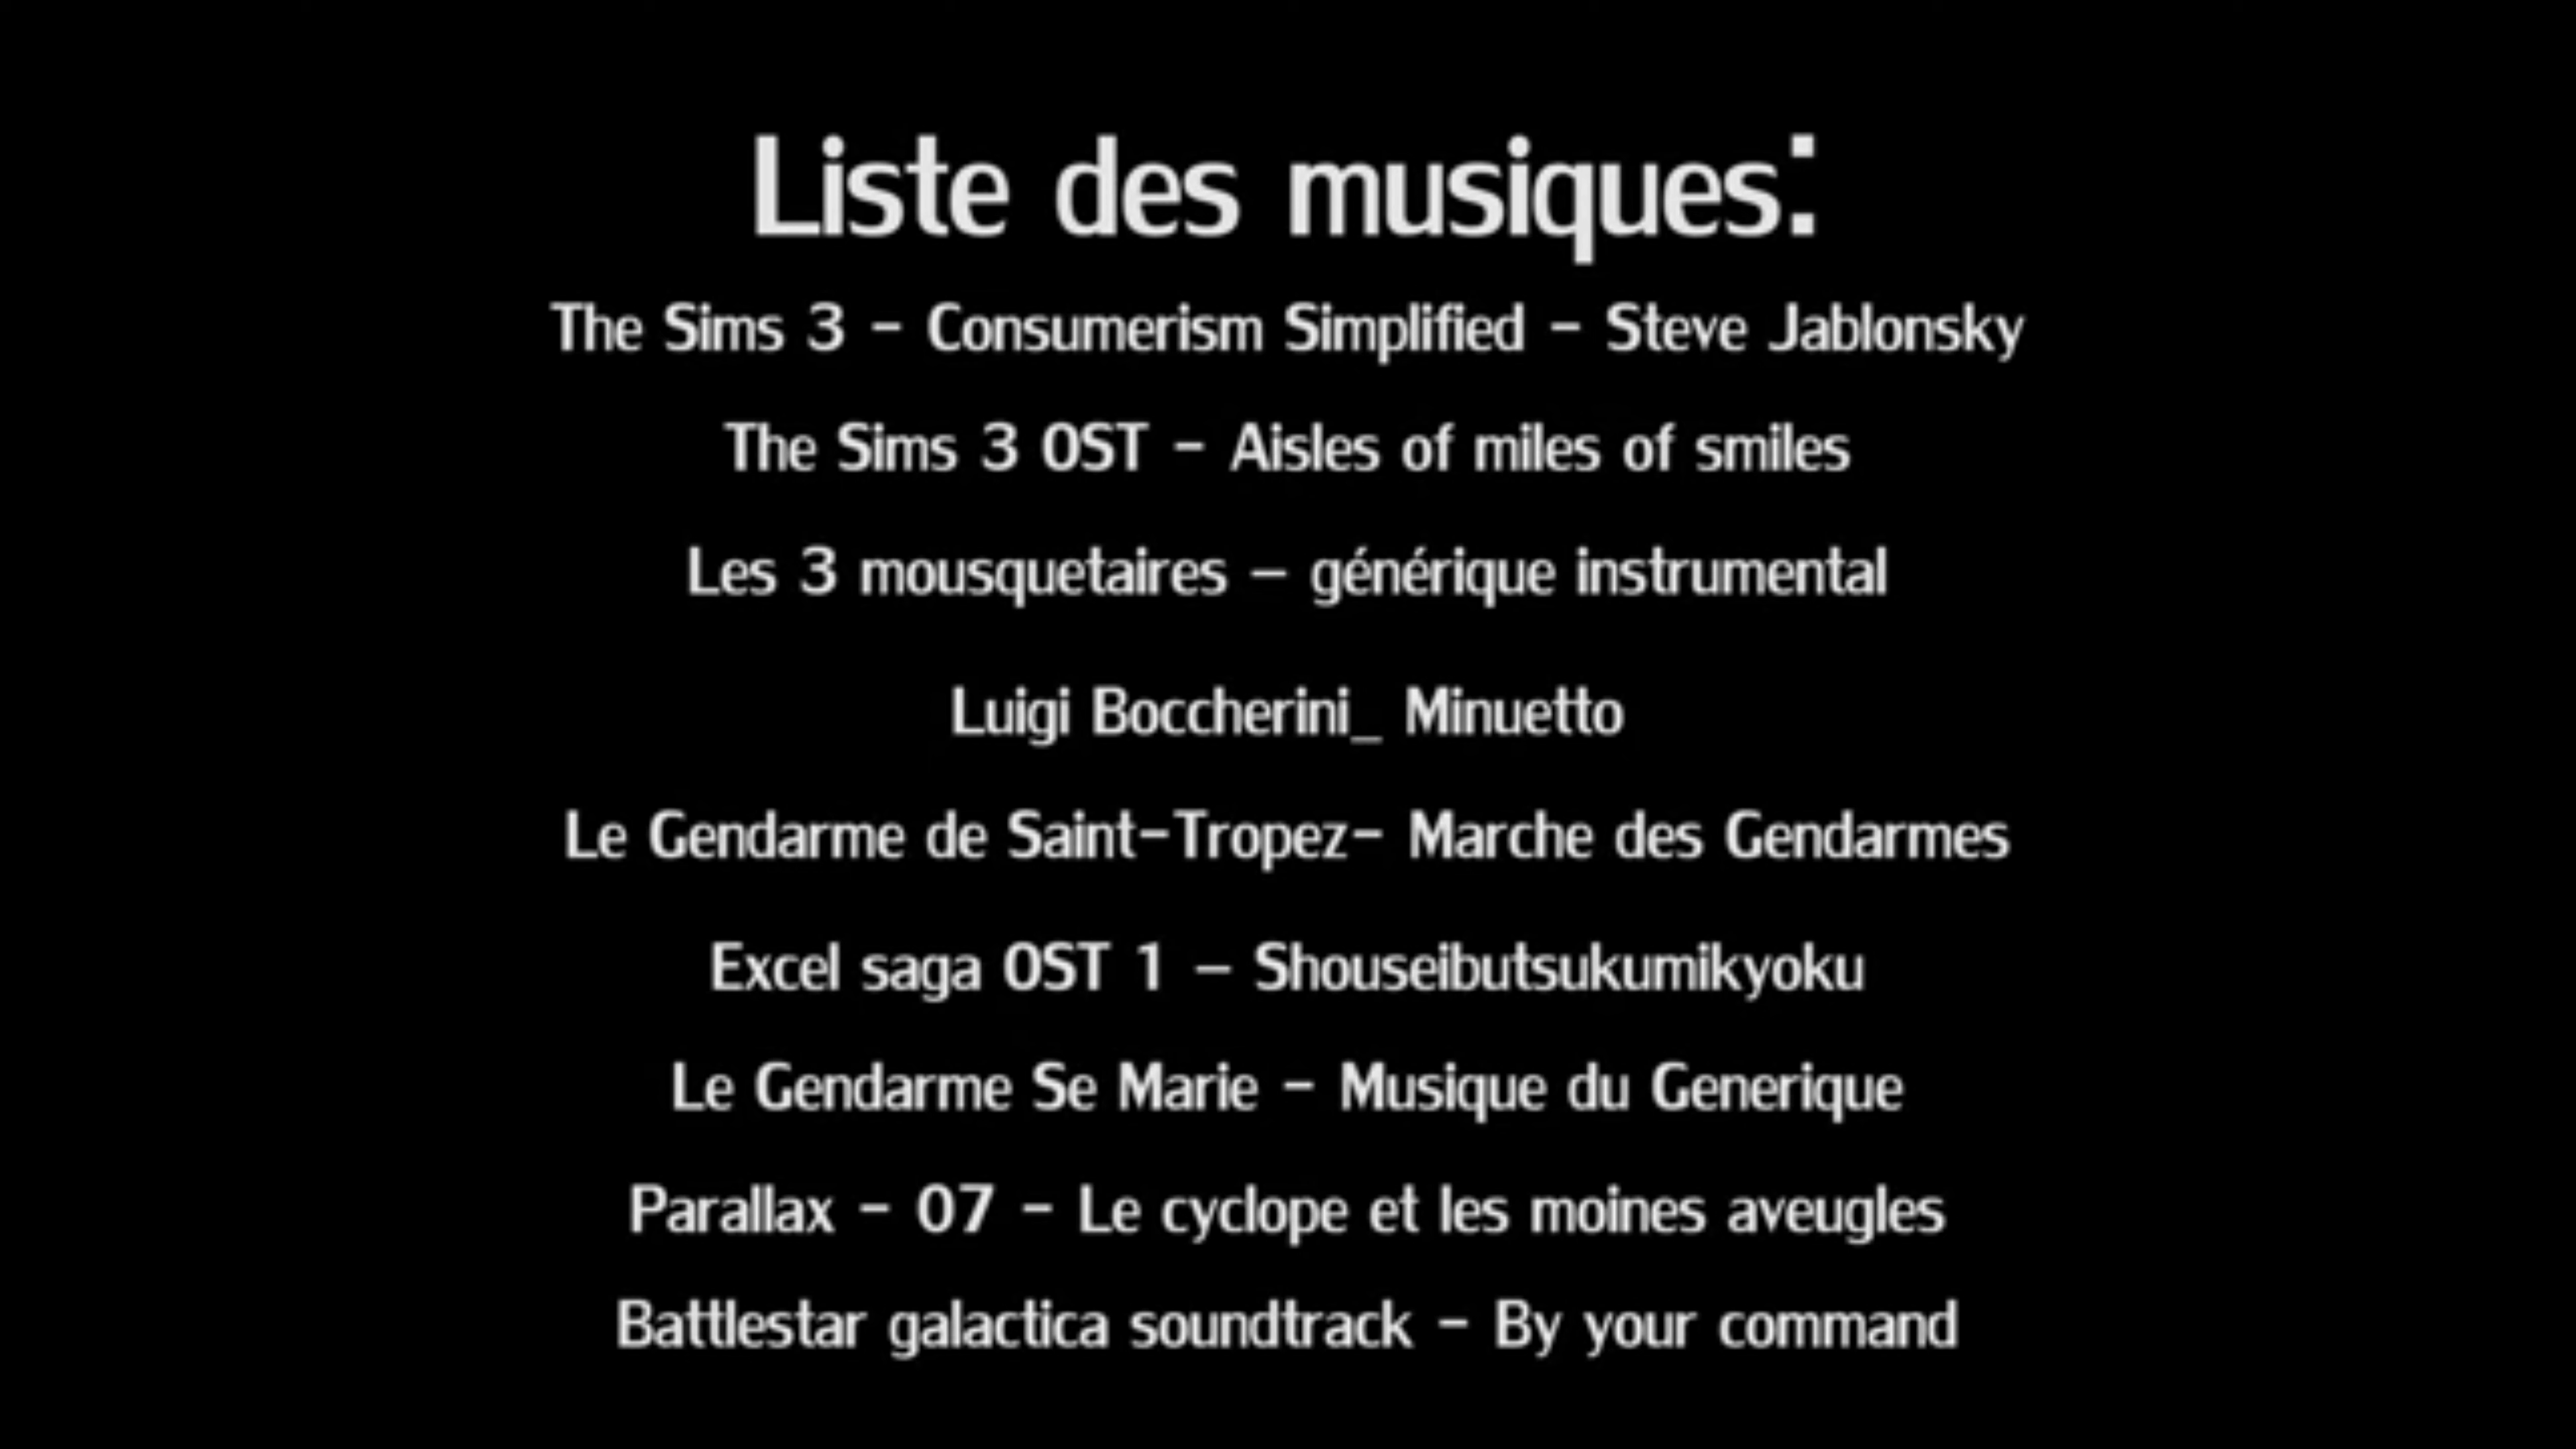 Liste des musiques:
The Sims 3 - Consumerism Simplified - Steve Jablonsky
The Sims 3 OST - Aisles of miles of smiles
Les 3 mousquetaires – générique instrumental
Luigi Boccherini_ Minuetto
Le Gendarme de Saint-Tropez- Marche des Gendarmes
Excel saga OST 1 – Shouseibutsukumikyoku
Le Gendarme Se Marie - Musique du Generique
Parallax - 07 - Le cyclope et les moines aveugles
Battlestar galactica soundtrack - By your command